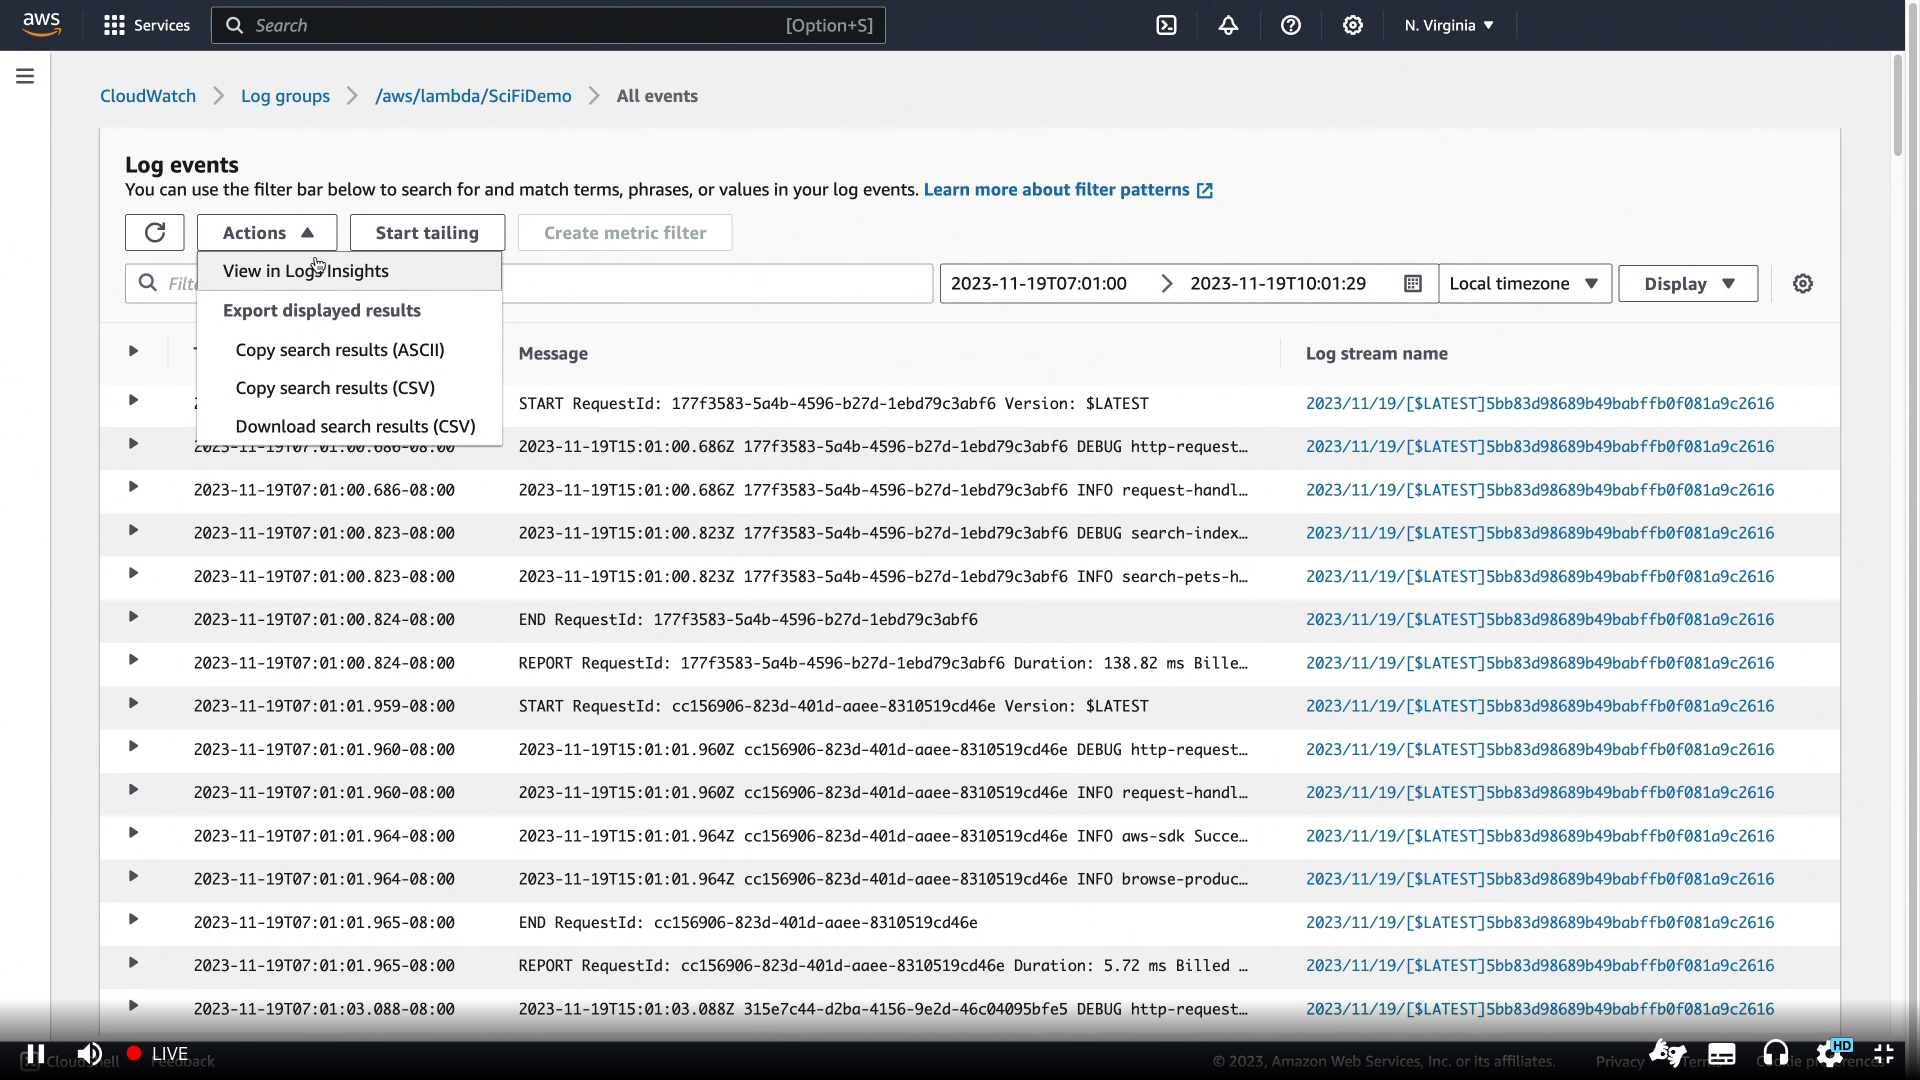 aws
Services
Search
[Option+S]
N. Virginia
CloudWatch
Log groups
/aws/lambda/SciFiDemo
All events
Log events
You can use the filter bar below to search for and match terms, phrases, or values in your log events. Learn more about filter patterns
Actions
Start tailing
Create metric filter
View in Logs Insights
2023-11-19T07:01:00
2023-11-19T10:01:29
Local timezone
Display
Export displayed results
Copy search results (ASCII)
Copy search results (CSV)
Download search results (CSV)
Message
Log stream name
START RequestId: 177f3583-5a4b-4596-b27d-1ebd79c3abf6 Version: $LATEST 2023/11/19/[$LATEST]5bb83d98689b49babffb0f081a9c2616
2023-11-19T07:01:00.686-08:00 2023-11-19T15:01:00.686Z 177f3583-5a4b-4596-b27d-1ebd79c3abf6 DEBUG http-request… 2023/11/19/[$LATEST]5bb83d98689b49babffb0f081a9c2616
2023-11-19T07:01:00.686-08:00 2023-11-19T15:01:00.686Z 177f3583-5a4b-4596-b27d-1ebd79c3abf6 INFO request-handl… 2023/11/19/[$LATEST]5bb83d98689b49babffb0f081a9c2616
2023-11-19T07:01:00.823-08:00 2023-11-19T15:01:00.823Z 177f3583-5a4b-4596-b27d-1ebd79c3abf6 DEBUG search-index… 2023/11/19/[$LATEST]5bb83d98689b49babffb0f081a9c2616
2023-11-19T07:01:00.823-08:00 2023-11-19T15:01:00.823Z 177f3583-5a4b-4596-b27d-1ebd79c3abf6 INFO search-pets-h… 2023/11/19/[$LATEST]5bb83d98689b49babffb0f081a9c2616
2023-11-19T07:01:00.824-08:00 END RequestId: 177f3583-5a4b-4596-b27d-1ebd79c3abf6 2023/11/19/[$LATEST]5bb83d98689b49babffb0f081a9c2616
2023-11-19T07:01:00.824-08:00 REPORT RequestId: 177f3583-5a4b-4596-b27d-1ebd79c3abf6 Duration: 138.82 ms Bille… 2023/11/19/[$LATEST]5bb83d98689b49babffb0f081a9c2616
2023-11-19T07:01:01.959-08:00 START RequestId: cc156906-823d-401d-aaee-8310519cd46e Version: $LATEST 2023/11/19/[$LATEST]5bb83d98689b49babffb0f081a9c2616
2023-11-19T07:01:01.960-08:00 2023-11-19T15:01:01.960Z cc156906-823d-401d-aaee-8310519cd46e DEBUG http-request… 2023/11/19/[$LATEST]5bb83d98689b49babffb0f081a9c2616
2023-11-19T07:01:01.960-08:00 2023-11-19T15:01:01.960Z cc156906-823d-401d-aaee-8310519cd46e INFO request-handl… 2023/11/19/[$LATEST]5bb83d98689b49babffb0f081a9c2616
2023-11-19T07:01:01.964-08:00 2023-11-19T15:01:01.964Z cc156906-823d-401d-aaee-8310519cd46e INFO aws-sdk Succe… 2023/11/19/[$LATEST]5bb83d98689b49babffb0f081a9c2616
2023-11-19T07:01:01.964-08:00 2023-11-19T15:01:01.964Z cc156906-823d-401d-aaee-8310519cd46e INFO browse-produc… 2023/11/19/[$LATEST]5bb83d98689b49babffb0f081a9c2616
2023-11-19T07:01:01.965-08:00 END RequestId: cc156906-823d-401d-aaee-8310519cd46e 2023/11/19/[$LATEST]5bb83d98689b49babffb0f081a9c2616
2023-11-19T07:01:01.965-08:00 REPORT RequestId: cc156906-823d-401d-aaee-8310519cd46e Duration: 5.72 ms Billed … 2023/11/19/[$LATEST]5bb83d98689b49babffb0f081a9c2616
2023-11-19T07:01:03.088-08:00 2023-11-19T15:01:03.088Z 315e7c44-d2ba-4156-9e2d-46c04095bfe5 DEBUG http-request… 2023/11/19/[$LATEST]5bb83d98689b49babffb0f081a9c2616
LIVE
Feedback
© 2023, Amazon Web Services, Inc. or its affiliates.
Privacy
HD